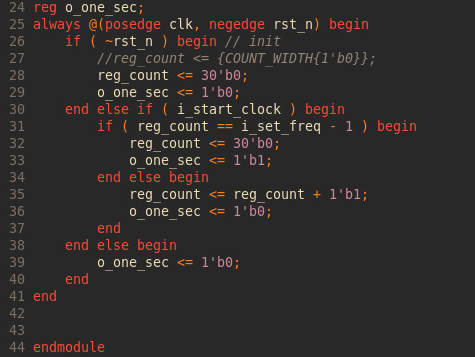 24 reg o_one_sec;
25 always @(posedge clk, negedge rst_n) begin
26     if ( ~rst_n ) begin // init
27         //reg_count <= {COUNT_WIDTH{1'b0}};
28         reg_count <= 30'b0;
29         o_one_sec <= 1'b0;
30     end else if ( i_start_clock ) begin
31         if ( reg_count == i_set_freq - 1 ) begin
32             reg_count <= 30'b0;
33             o_one_sec <= 1'b1;
34         end else begin
35             reg_count <= reg_count + 1'b1;
36             o_one_sec <= 1'b0;
37         end
38     end else begin
39         o_one_sec <= 1'b0;
40     end
41 end
42
43
44 endmodule